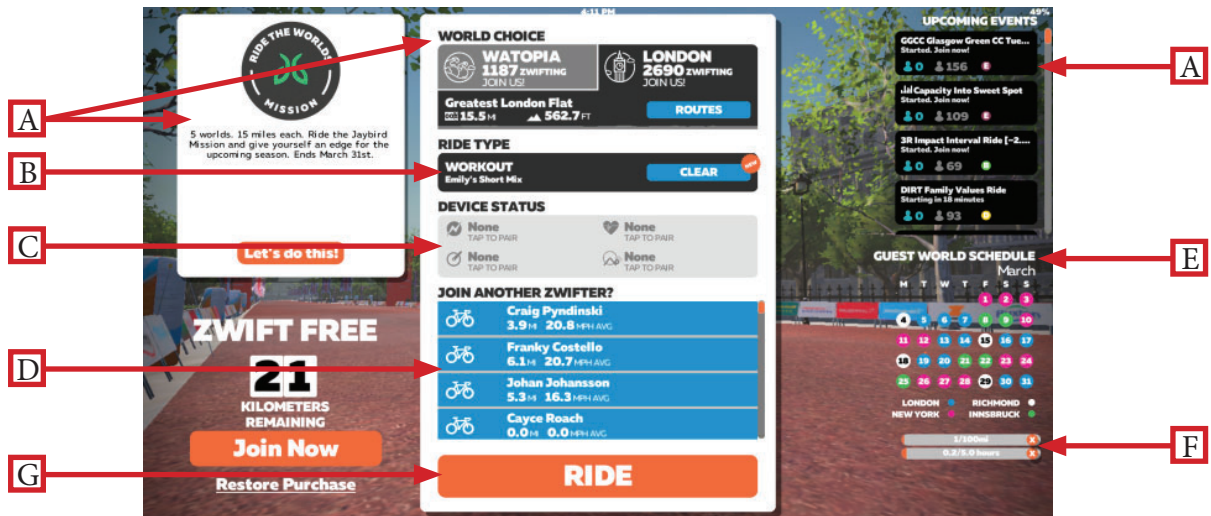 4:11 PM
49%
A
B
C
D
G
A
E
F
RIDE THE WORLD!
MISSION
5 worlds. 15 miles each. Ride the Jaybird
Mission and give yourself an edge for the
upcoming season. Ends March 31st.
Let's do this!
ZWIFT FREE
21
KILOMETERS
REMAINING
Join Now
Restore Purchase
WORLD CHOICE
WATOPIA
1187 ZWIFTING
JOIN US!
LONDON
2690 ZWIFTING
JOIN US!
Greatest London Flat
15.5 MI 562.7 FT
ROUTES
RIDE TYPE
WORKOUT
Emily's Short Mix
CLEAR
NEW
DEVICE STATUS
None
TAP TO PAIR
None
TAP TO PAIR
None
TAP TO PAIR
None
TAP TO PAIR
JOIN ANOTHER ZWIFTER?
Craig Pyndinski
3.9 MI 20.8 MPH AVG
Franky Costello
6.1 MI 20.7 MPH AVG
Johan Johansson
5.3 MI 16.3 MPH AVG
Cayce Roach
0.0 MI 0.0 MPH AVG
RIDE
UPCOMING EVENTS
GGCC Glasgow Green CC Tue...
Started. Join now!
0 156 E
Capacity Into Sweet Spot
Started. Join now!
0 109 E
3R Impact Interval Ride [~2....
Started. Join now!
0 69 B
DIRT Family Values Ride
Starting in 18 minutes
0 93 D
GUEST WORLD SCHEDULE
March
M T W T F S S
1 2 3
4 5 6 7 8 9 10
11 12 13 14 15 16 17
18 19 20 21 22 23 24
25 26 27 28 29 30 31
LONDON RICHMOND
NEW YORK INNSBRUCK
1/100mi X
0.2/5.0 hours X